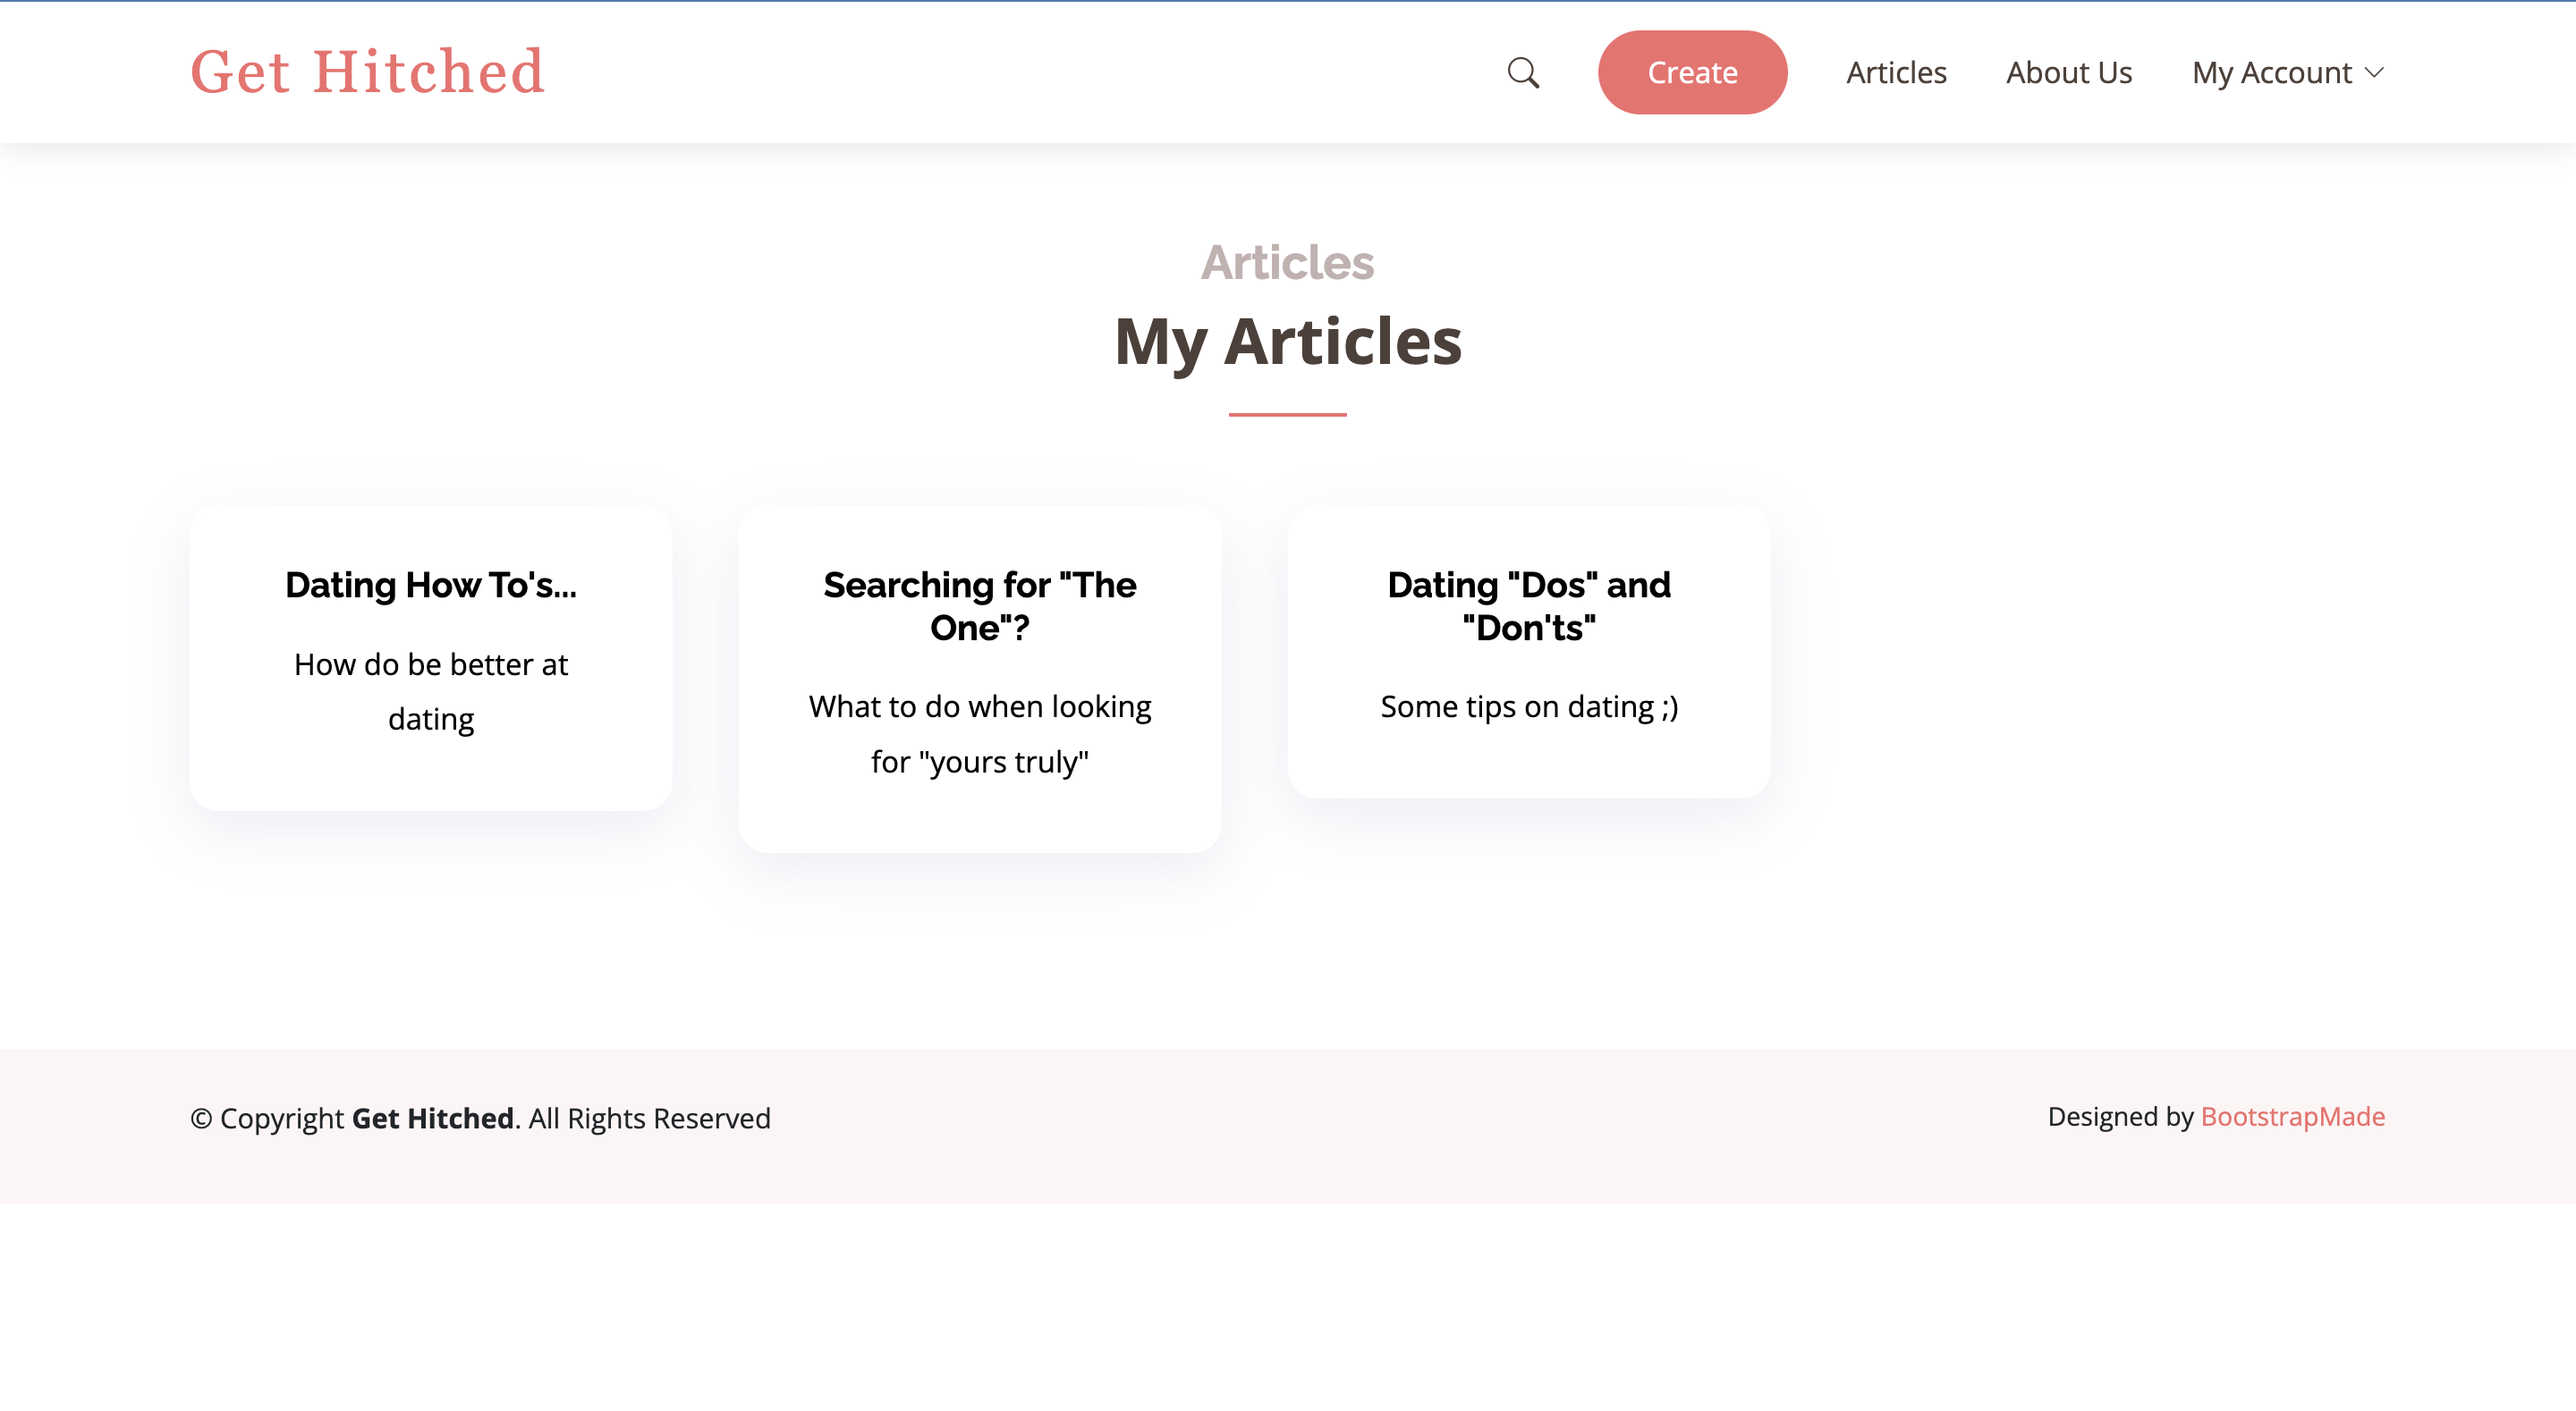 Get Hitched
Create
Articles
About Us
My Account
Articles
My Articles
Dating How To's...
How do be better at
dating
Searching for "The
One"?
What to do when looking
for "yours truly"
Dating "Dos" and
"Don'ts"
Some tips on dating ;)
© Copyright Get Hitched. All Rights Reserved
Designed by BootstrapMade